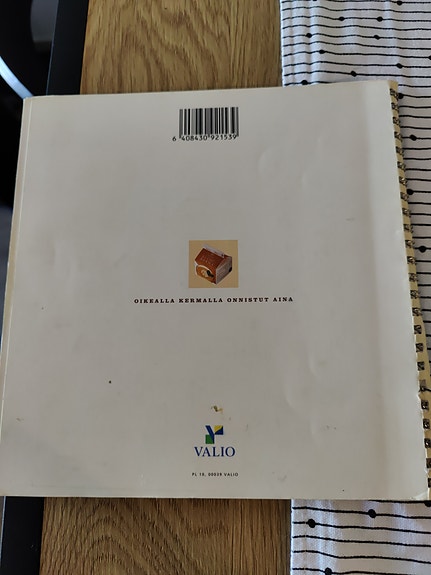 6 408430 921539
OIKEALLA KERMALLA ONNISTUT AINA
VALIO
PL 10, 00039 VALIO